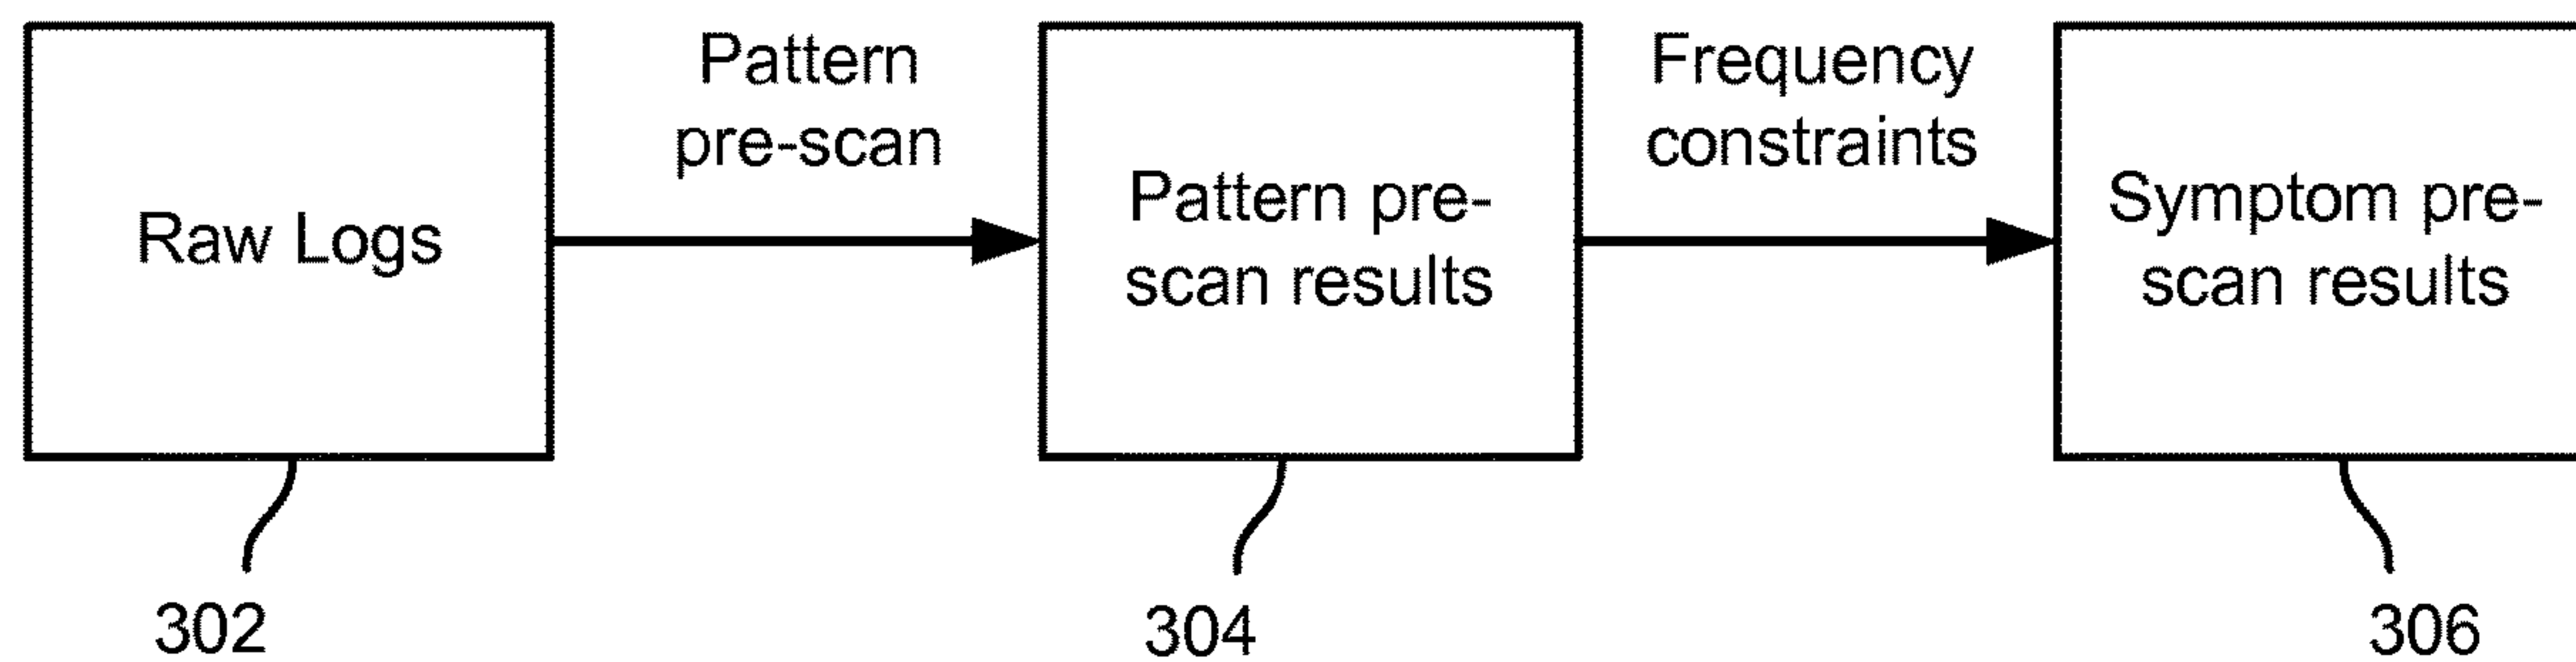 Raw Logs
Pattern
pre-scan
Pattern pre-
scan results
Frequency
constraints
Symptom pre-
scan results
302
304
306